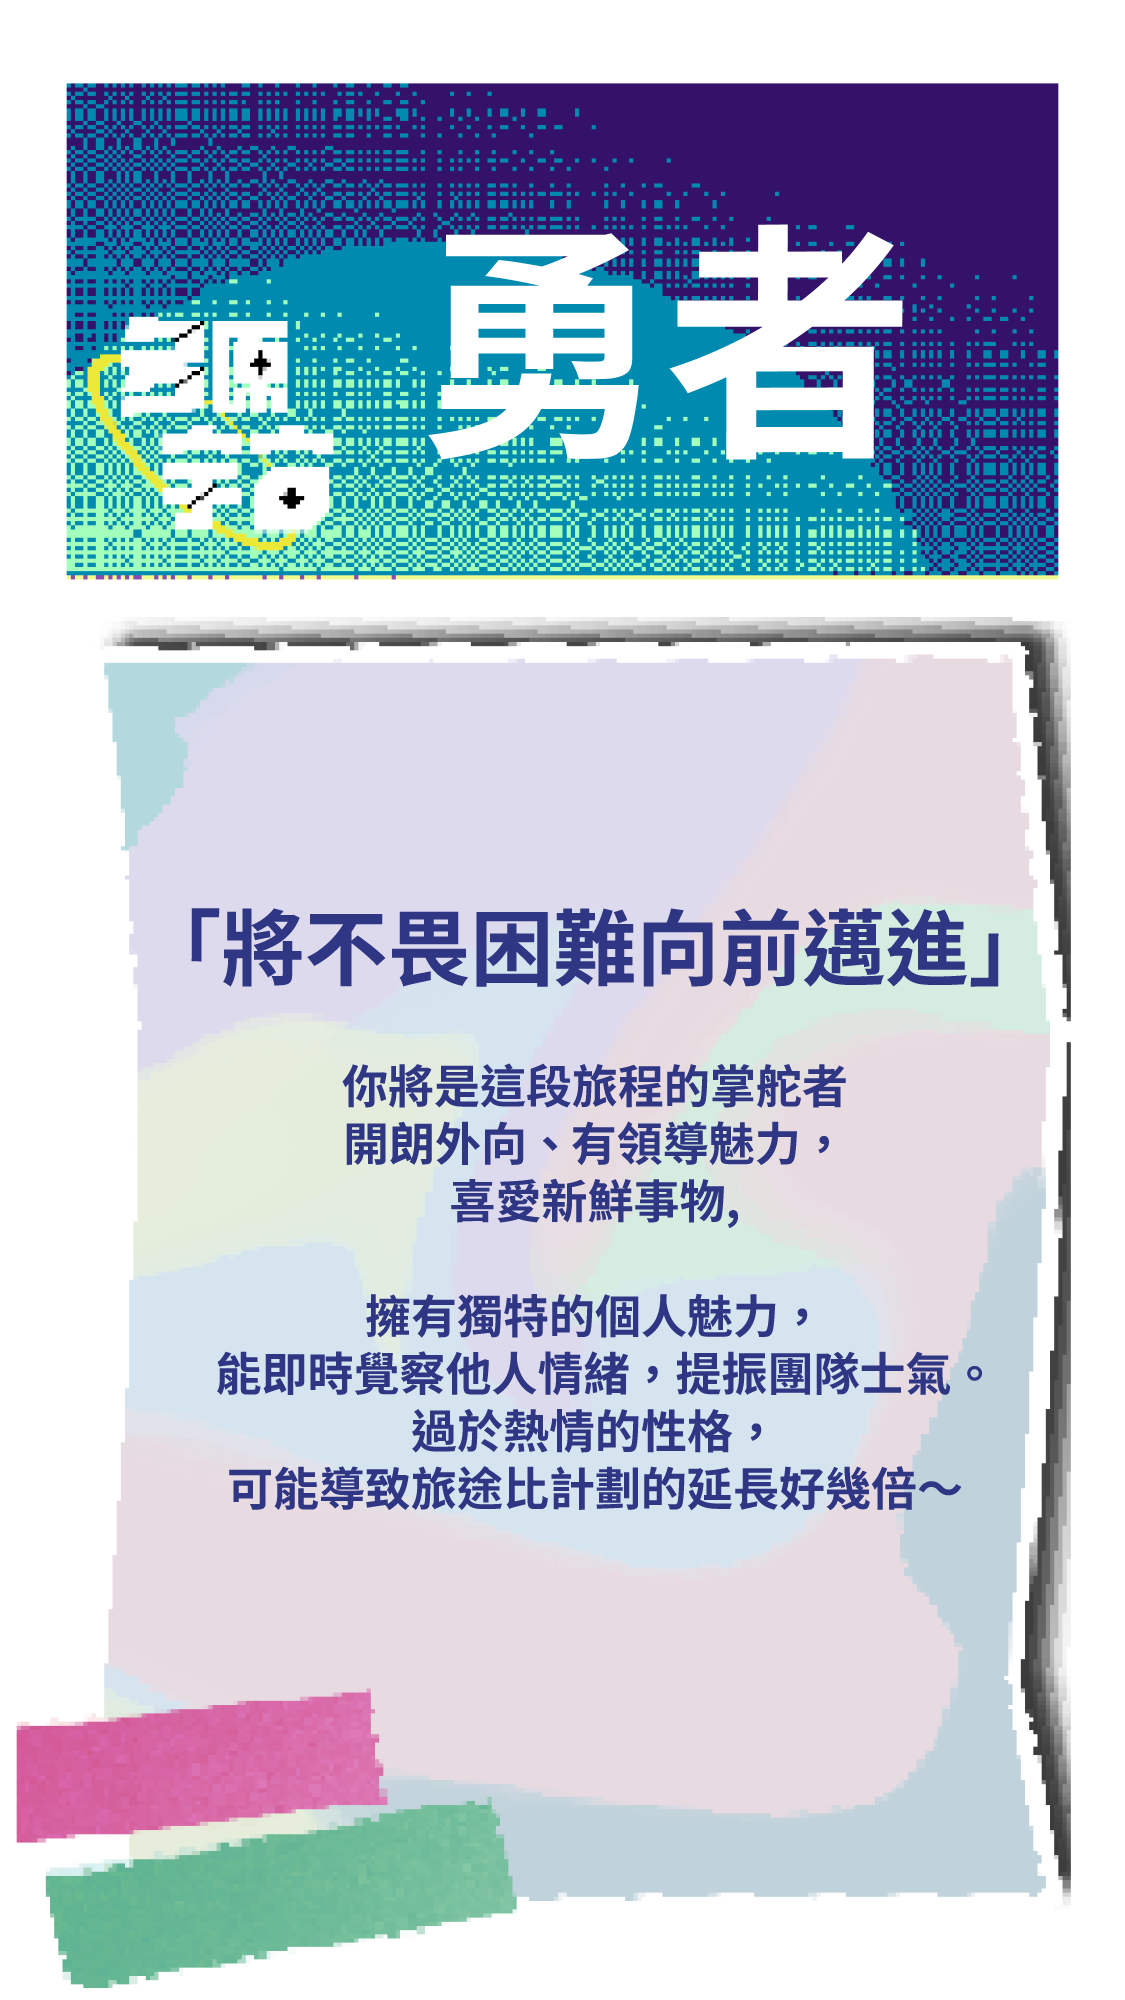 勇者
「將不畏困難向前邁進」
你將是這段旅程的掌舵者
開朗外向、有領導魅力，
喜愛新鮮事物,
擁有獨特的個人魅力，
能即時覺察他人情緒，提振團隊士氣。
過於熱情的性格，
可能導致旅途比計劃的延長好幾倍～